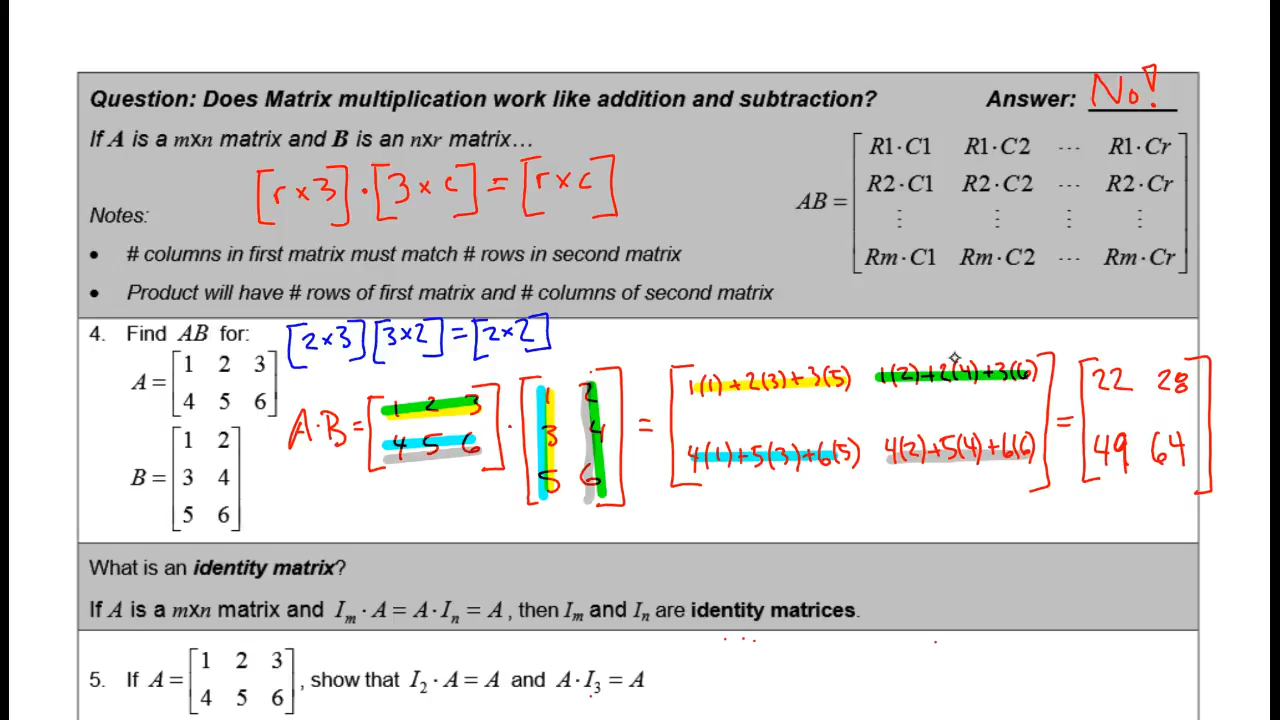 Question: Does Matrix multiplication work like addition and subtraction? Answer: No!
If A is a mxn matrix and B is an nxr matrix…
[r × 3] · [3 × c] = [r × c]
AB =
R1·C1 R1·C2 ⋯ R1·Cr
R2·C1 R2·C2 ⋯ R2·Cr
⋮ ⋮ ⋮ ⋮
Rm·C1 Rm·C2 ⋯ Rm·Cr
Notes:
• # columns in first matrix must match # rows in second matrix
• Product will have # rows of first matrix and # columns of second matrix
4. Find AB for: [2×3][3×2]=[2×2]
A =
1 2 3
4 5 6
B =
1 2
3 4
5 6
A·B =
1 2 3
4 5 6
·
1 2
3 4
5 6
=
1(1)+2(3)+3(5) 1(2)+2(4)+3(6)
4(1)+5(3)+6(5) 4(2)+5(4)+6(6)
=
22 28
49 64
What is an identity matrix?
If A is a mxn matrix and Iₘ · A = A · Iₙ = A, then Iₘ and Iₙ are identity matrices.
5. If A =
1 2 3
4 5 6
, show that I₂ · A = A and A · I₃ = A